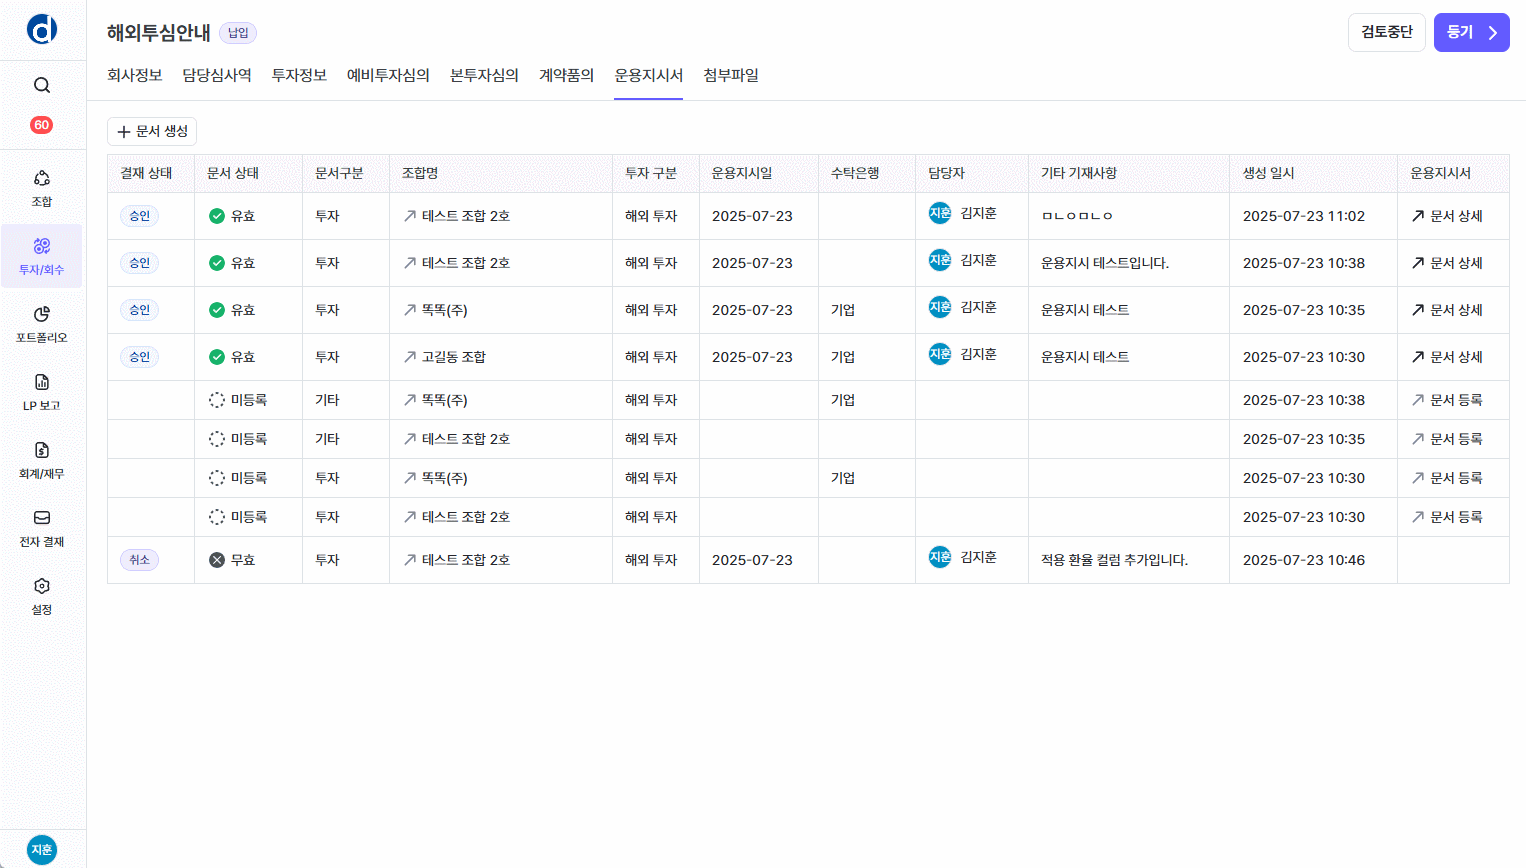 해외투심안내 납입
검토중단 등기
회사정보 담당심사역 투자정보 예비투자심의 본투자심의 계약품의 운용지시서 첨부파일
60
조합
투자/회수
포트폴리오
LP 보고
회계/재무
전자 결재
설정
지훈
문서 생성
결재 상태 문서 상태 문서구분 조합명 투자 구분 운용지시일 수탁은행 담당자 기타 기재사항 생성 일시 운용지시서
승인 유효 투자 테스트 조합 2호 해외 투자 2025-07-23 지훈 김지훈 ㅁㄴㅇㅁㄴㅇ 2025-07-23 11:02 문서 상세
승인 유효 투자 테스트 조합 2호 해외 투자 2025-07-23 지훈 김지훈 운용지시 테스트입니다. 2025-07-23 10:38 문서 상세
승인 유효 투자 똑똑(주) 해외 투자 2025-07-23 기업 지훈 김지훈 운용지시 테스트 2025-07-23 10:35 문서 상세
승인 유효 투자 고길동 조합 해외 투자 2025-07-23 기업 지훈 김지훈 운용지시 테스트 2025-07-23 10:30 문서 상세
미등록 기타 똑똑(주) 해외 투자 기업 2025-07-23 10:38 문서 등록
미등록 기타 테스트 조합 2호 해외 투자 2025-07-23 10:35 문서 등록
미등록 투자 똑똑(주) 해외 투자 기업 2025-07-23 10:30 문서 등록
미등록 투자 테스트 조합 2호 해외 투자 2025-07-23 10:30 문서 등록
취소 무효 투자 테스트 조합 2호 해외 투자 2025-07-23 지훈 김지훈 적용 환율 컬럼 추가입니다. 2025-07-23 10:46